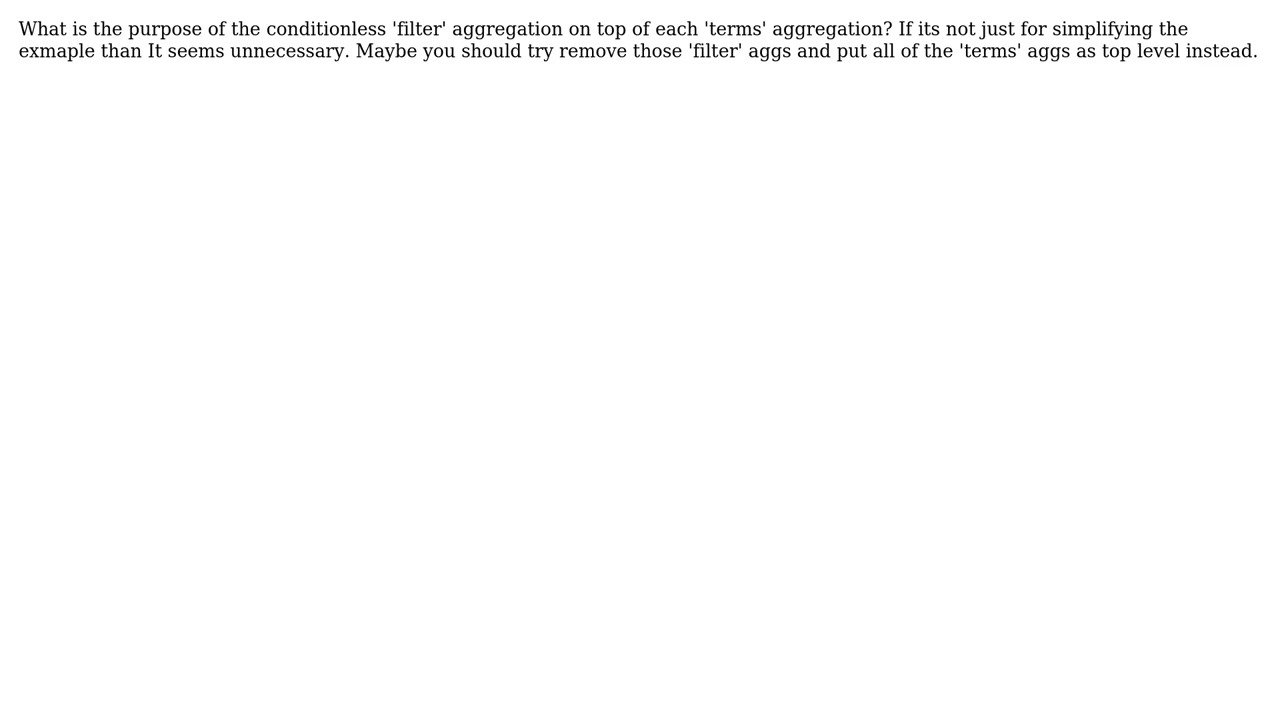 What is the purpose of the conditionless 'filter' aggregation on top of each 'terms' aggregation? If its not just for simplifying the
exmaple than It seems unnecessary. Maybe you should try remove those 'filter' aggs and put all of the 'terms' aggs as top level instead.